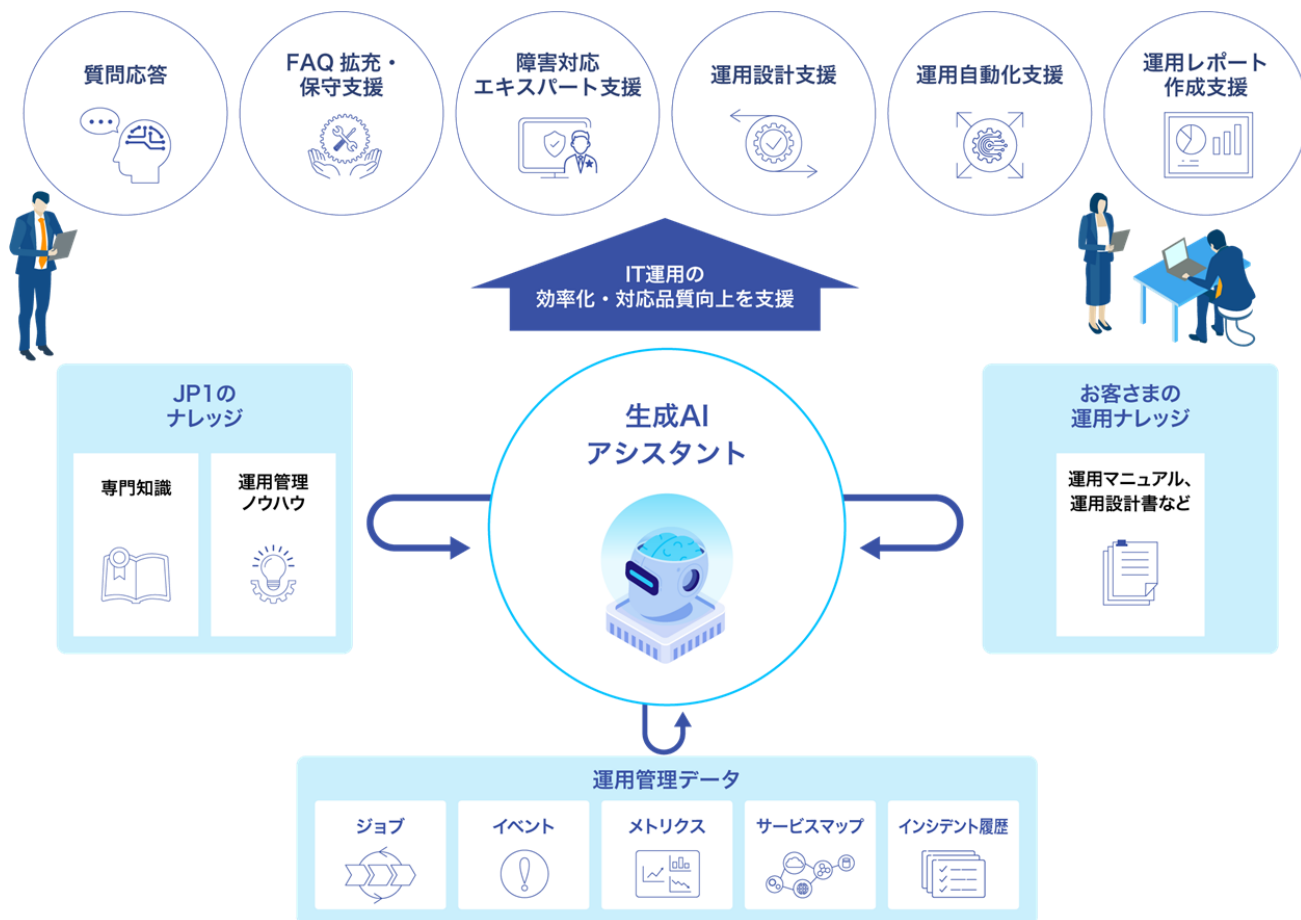 質問応答
FAQ 拡充・
保守支援
障害対応
エキスパート支援
運用設計支援
運用自動化支援
運用レポート
作成支援
IT運用の
効率化・対応品質向上を支援
JP1の
ナレッジ
専門知識
運用管理
ノウハウ
生成AI
アシスタント
お客さまの
運用ナレッジ
運用マニュアル、
運用設計書など
運用管理データ
ジョブ
イベント
メトリクス
サービスマップ
インシデント履歴